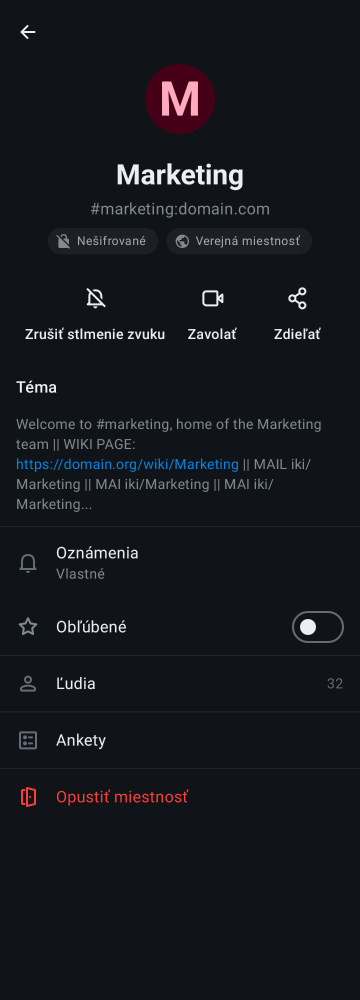 M
Marketing
#marketing:domain.com
Nešifrované
Verejná miestnosť
Zrušiť stlmenie zvuku
Zavolať
Zdieľať
Téma
Welcome to #marketing, home of the Marketing
team || WIKI PAGE:
https://domain.org/wiki/Marketing || MAIL iki/
Marketing || MAI iki/Marketing || MAI iki/
Marketing...
Oznámenia
Vlastné
Obľúbené
Ľudia 32
Ankety
Opustiť miestnosť